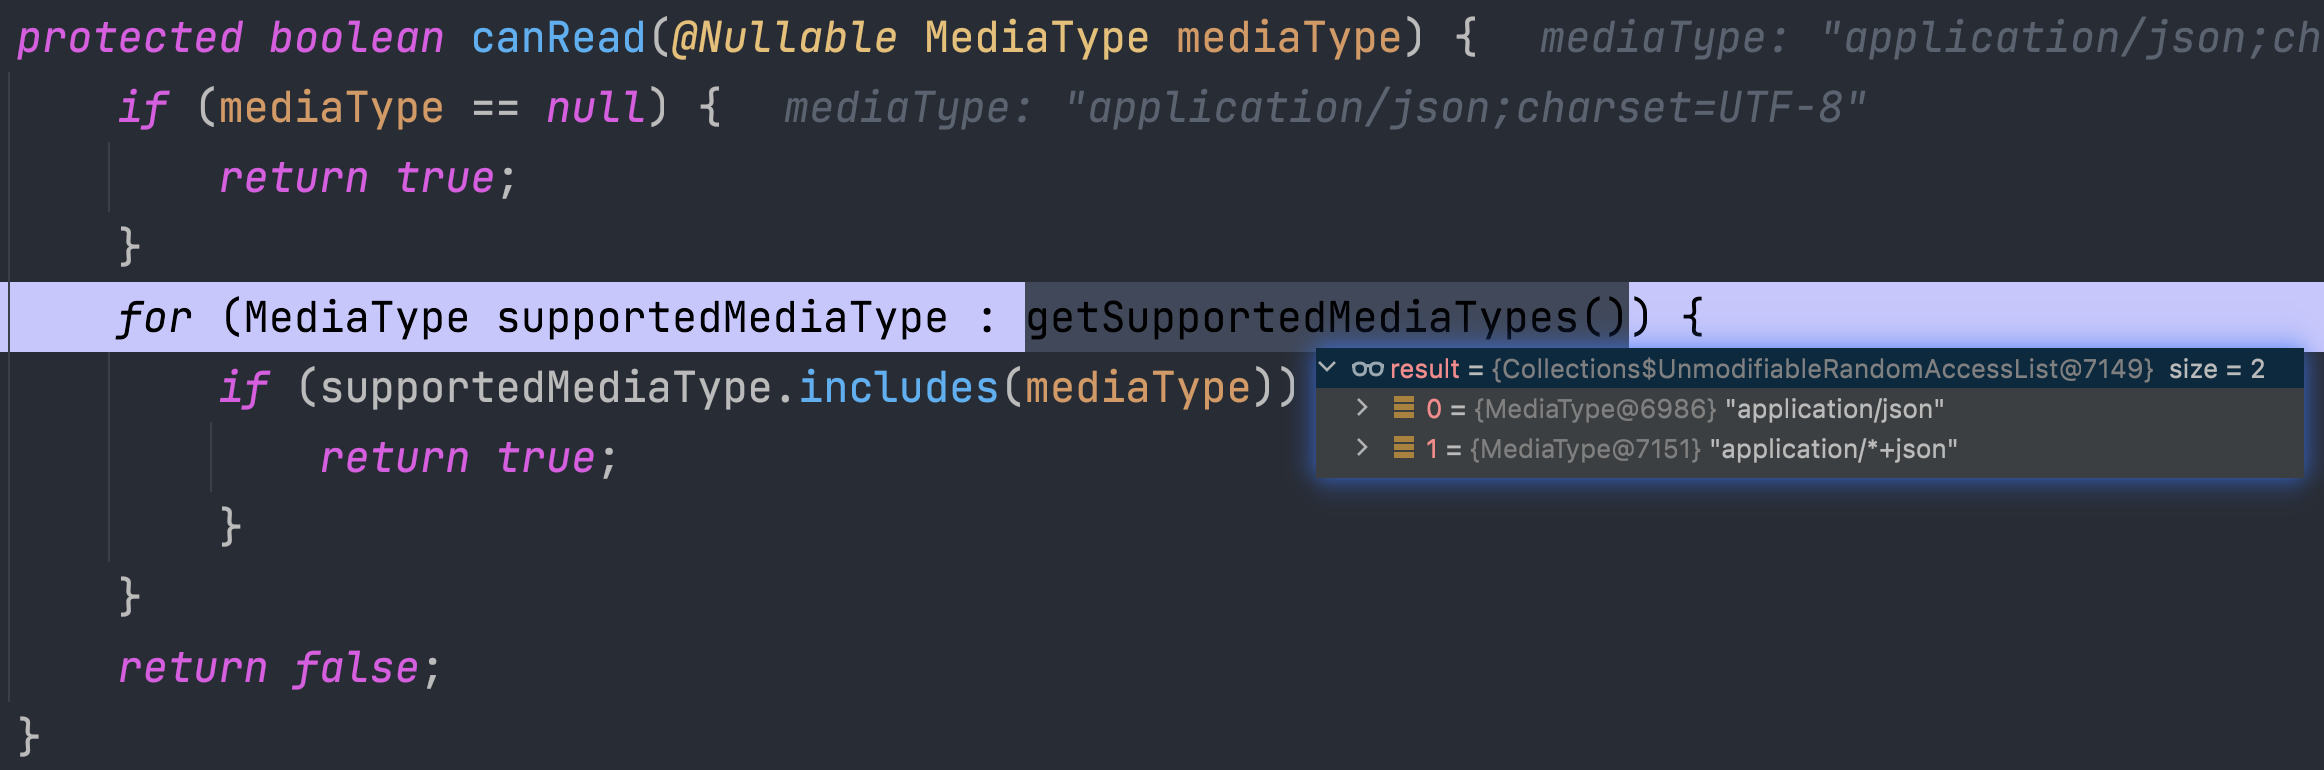 protected boolean canRead(@Nullable MediaType mediaType) { mediaType: "application/json;ch
if (mediaType == null) { mediaType: "application/json;charset=UTF-8"
return true;
}
for (MediaType supportedMediaType : getSupportedMediaTypes()) {
if (supportedMediaType.includes(mediaType))
result = {Collections$UnmodifiableRandomAccessList@7149} size = 2
0 = {MediaType@6986} "application/json"
1 = {MediaType@7151} "application/*+json"
return true;
}
}
return false;
}